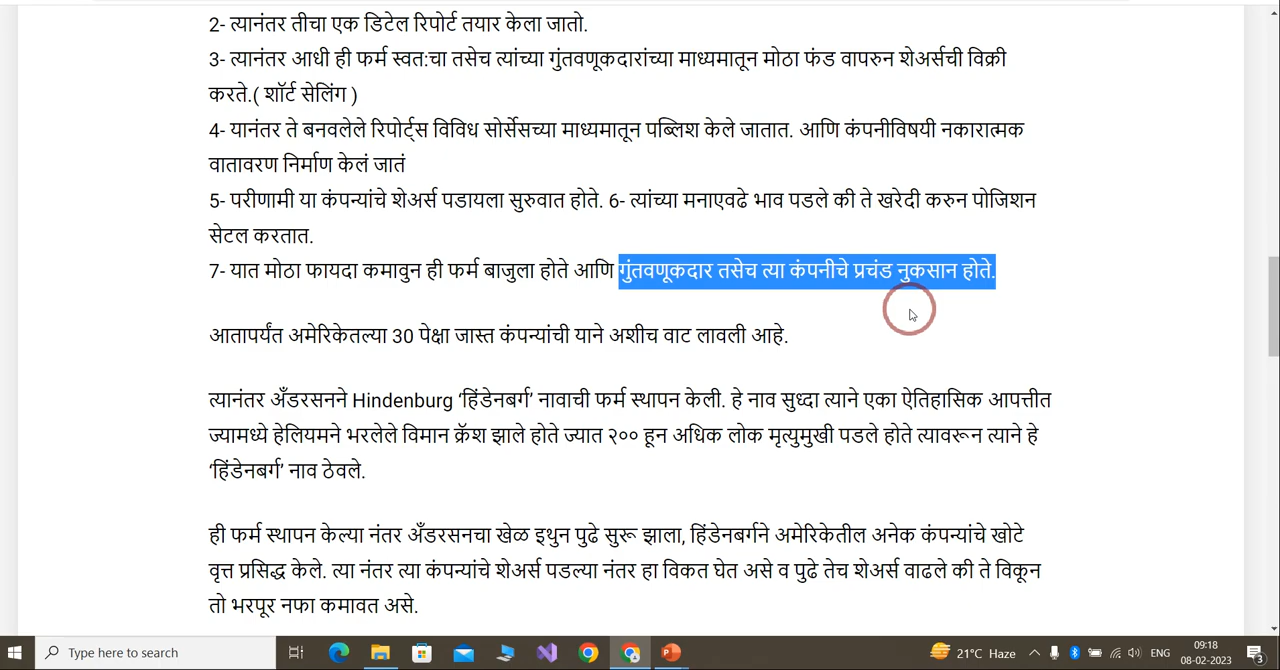 2- त्यानंतर तीचा एक डिटेल रिपोर्ट तयार केला जातो.
3- त्यानंतर आधी ही फर्म स्वत:चा तसेच त्यांच्या गुंतवणूकदारांच्या माध्यमातून मोठा फंड वापरुन शेअर्सची विक्री
करते.( शॉर्ट सेलिंग )
4- यानंतर ते बनवलेले रिपोर्ट्स विविध सोर्सेसच्या माध्यमातून पब्लिश केले जातात. आणि कंपनीविषयी नकारात्मक
वातावरण निर्माण केलं जातं
5- परीणामी या कंपन्यांचे शेअर्स पडायला सुरुवात होते. 6- त्यांच्या मनाएवढे भाव पडले की ते खरेदी करुन पोजिशन
सेटल करतात.
7- यात मोठा फायदा कमावुन ही फर्म बाजुला होते आणि गुंतवणूकदार तसेच त्या कंपनीचे प्रचंड नुकसान होते.
आतापर्यंत अमेरिकेतल्या 30 पेक्षा जास्त कंपन्यांची याने अशीच वाट लावली आहे.
त्यानंतर अँडरसनने Hindenburg ‘हिंडेनबर्ग’ नावाची फर्म स्थापन केली. हे नाव सुध्दा त्याने एका ऐतिहासिक आपत्तीत
ज्यामध्ये हेलियमने भरलेले विमान क्रॅश झाले होते ज्यात २०० हून अधिक लोक मृत्युमुखी पडले होते त्यावरून त्याने हे
‘हिंडेनबर्ग’ नाव ठेवले.
ही फर्म स्थापन केल्या नंतर अँडरसनचा खेळ इथुन पुढे सुरू झाला, हिंडेनबर्गने अमेरिकेतील अनेक कंपन्यांचे खोटे
वृत्त प्रसिद्ध केले. त्या नंतर त्या कंपन्यांचे शेअर्स पडल्या नंतर हा विकत घेत असे व पुढे तेच शेअर्स वाढले की ते विकून
तो भरपूर नफा कमावत असे.
Type here to search
21°C Haze
ENG
09:18
08-02-2023
3